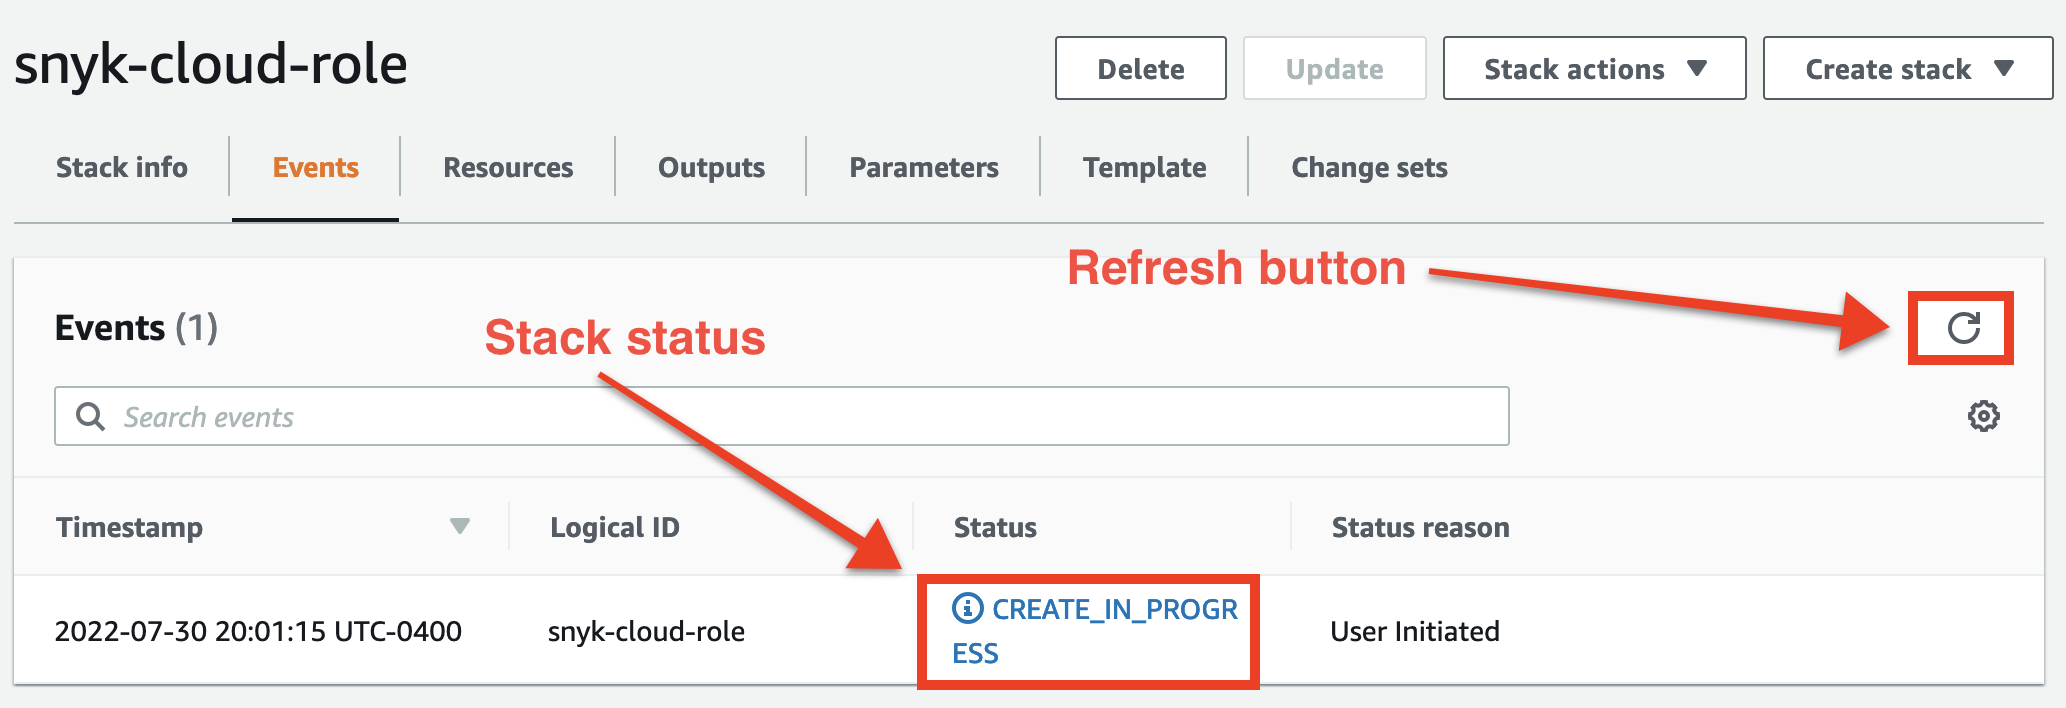 snyk-cloud-role
Delete
Update
Stack actions
Create stack
Stack info
Events
Resources
Outputs
Parameters
Template
Change sets
Refresh button
Events (1)
Stack status
Search events
Timestamp
Logical ID
Status
Status reason
2022-07-30 20:01:15 UTC-0400
snyk-cloud-role
CREATE_IN_PROGR
ESS
User Initiated